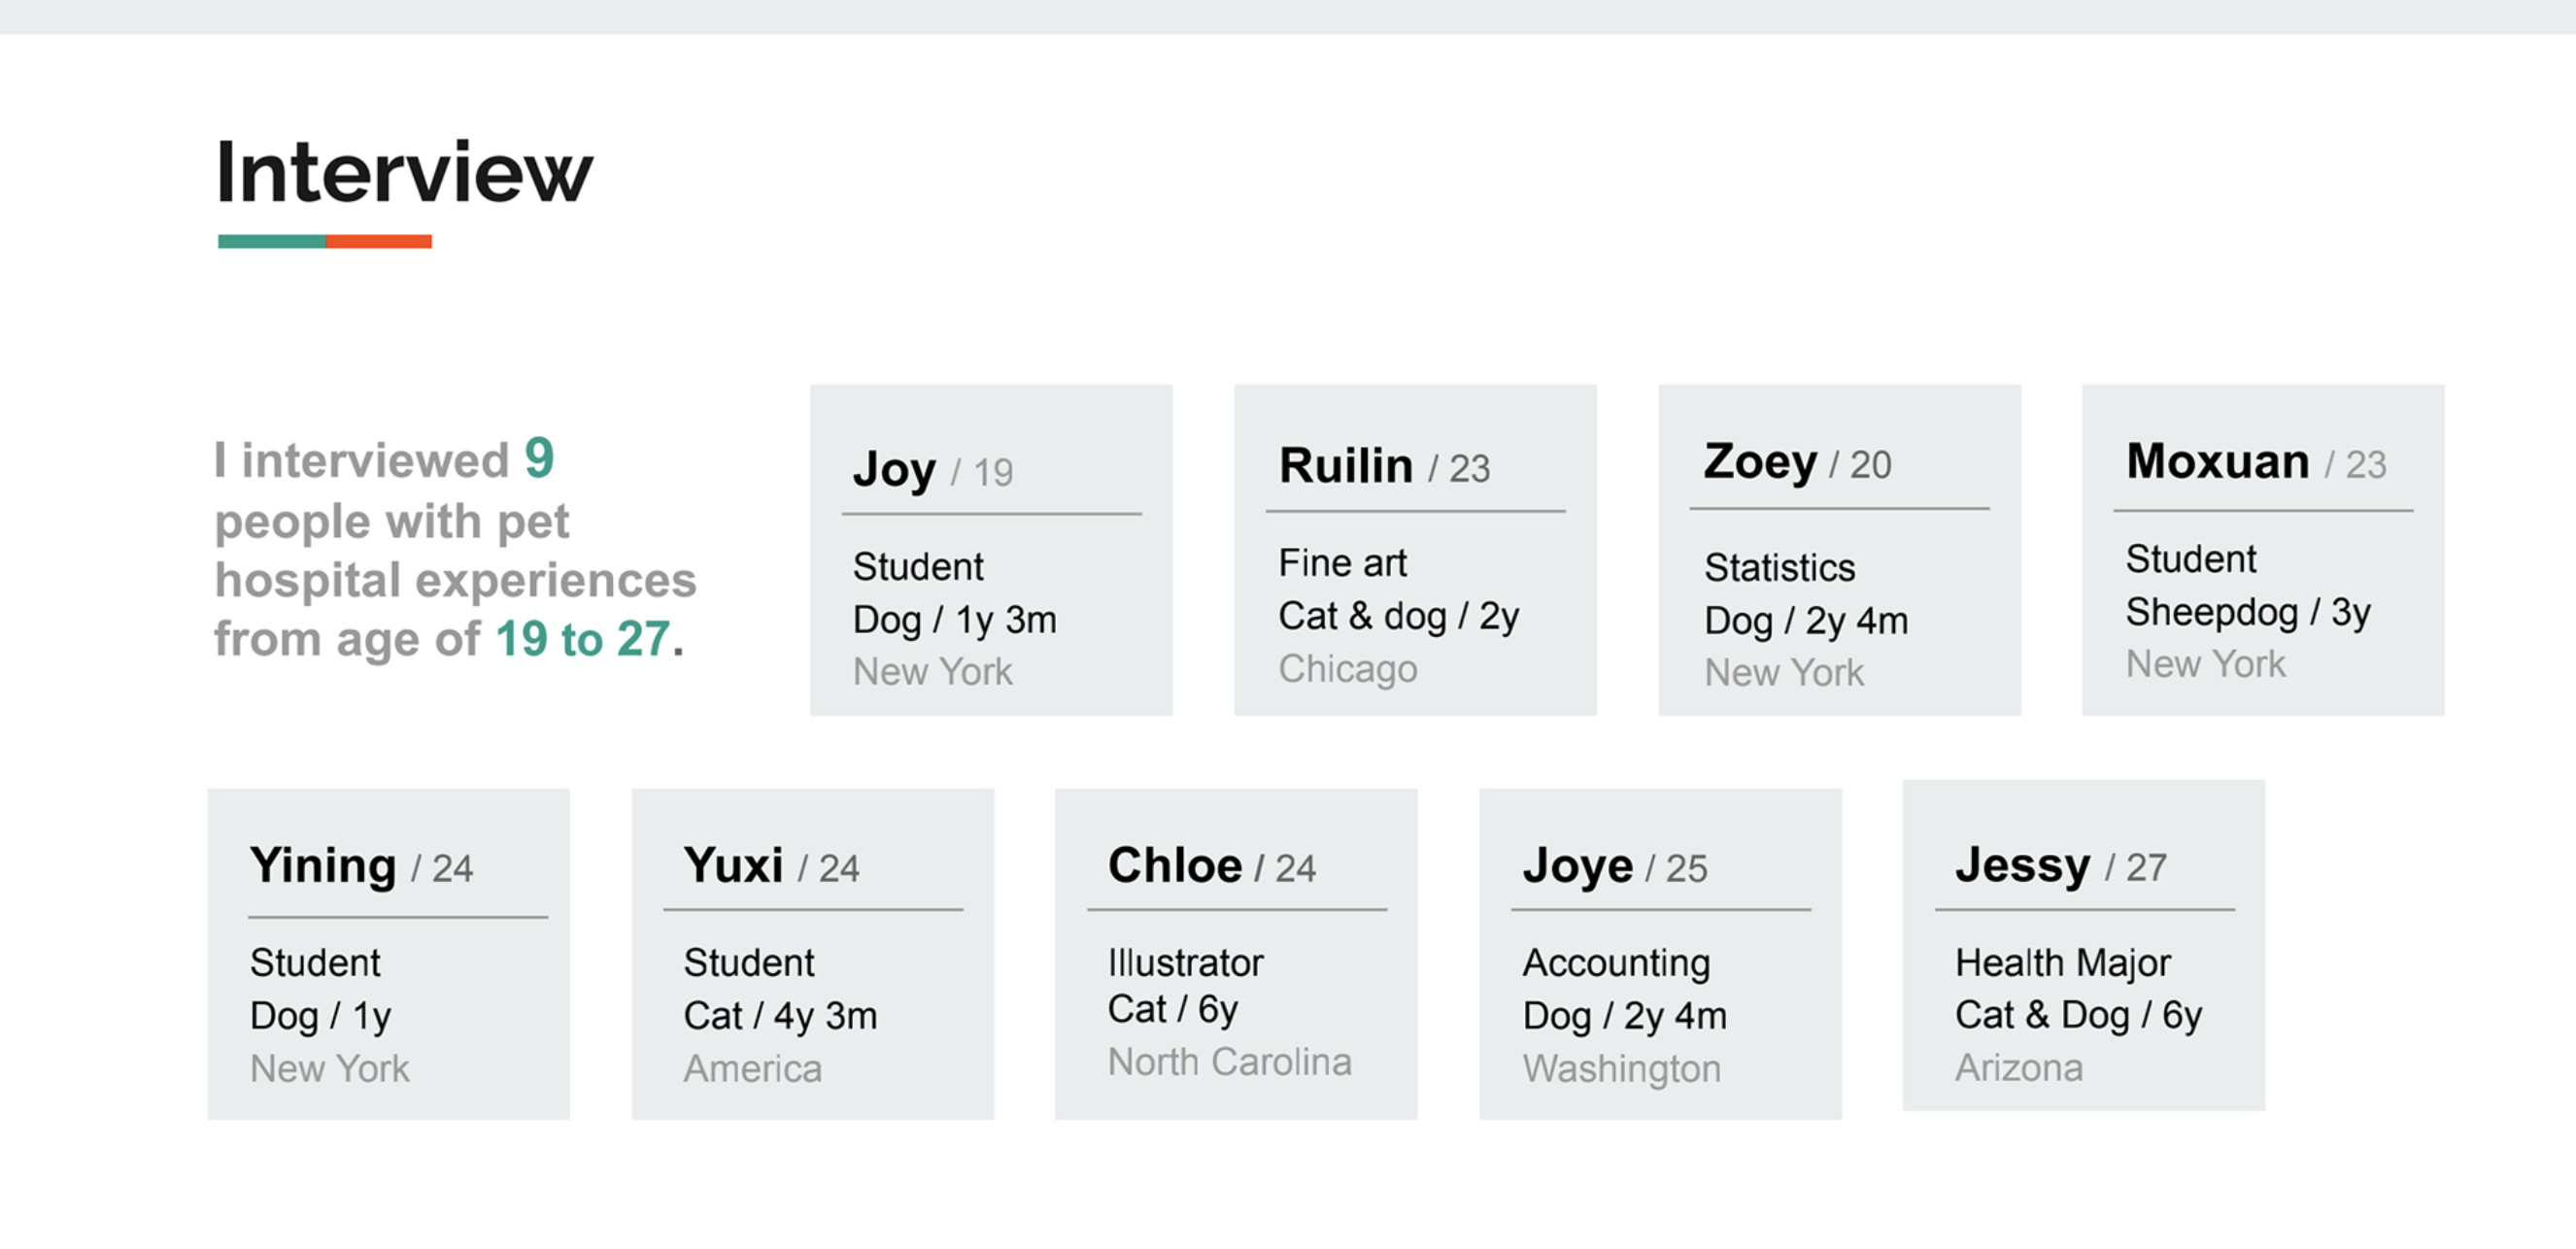 Interview
I interviewed 9
people with pet
hospital experiences
from age of 19 to 27.
Joy / 19
Student
Dog / 1y 3m
New York
Ruilin / 23
Fine art
Cat & dog / 2y
Chicago
Zoey / 20
Statistics
Dog / 2y 4m
New York
Moxuan / 23
Student
Sheepdog / 3y
New York
Yining / 24
Student
Dog / 1y
New York
Yuxi / 24
Student
Cat / 4y 3m
America
Chloe / 24
Illustrator
Cat / 6y
North Carolina
Joye / 25
Accounting
Dog / 2y 4m
Washington
Jessy / 27
Health Major
Cat & Dog / 6y
Arizona